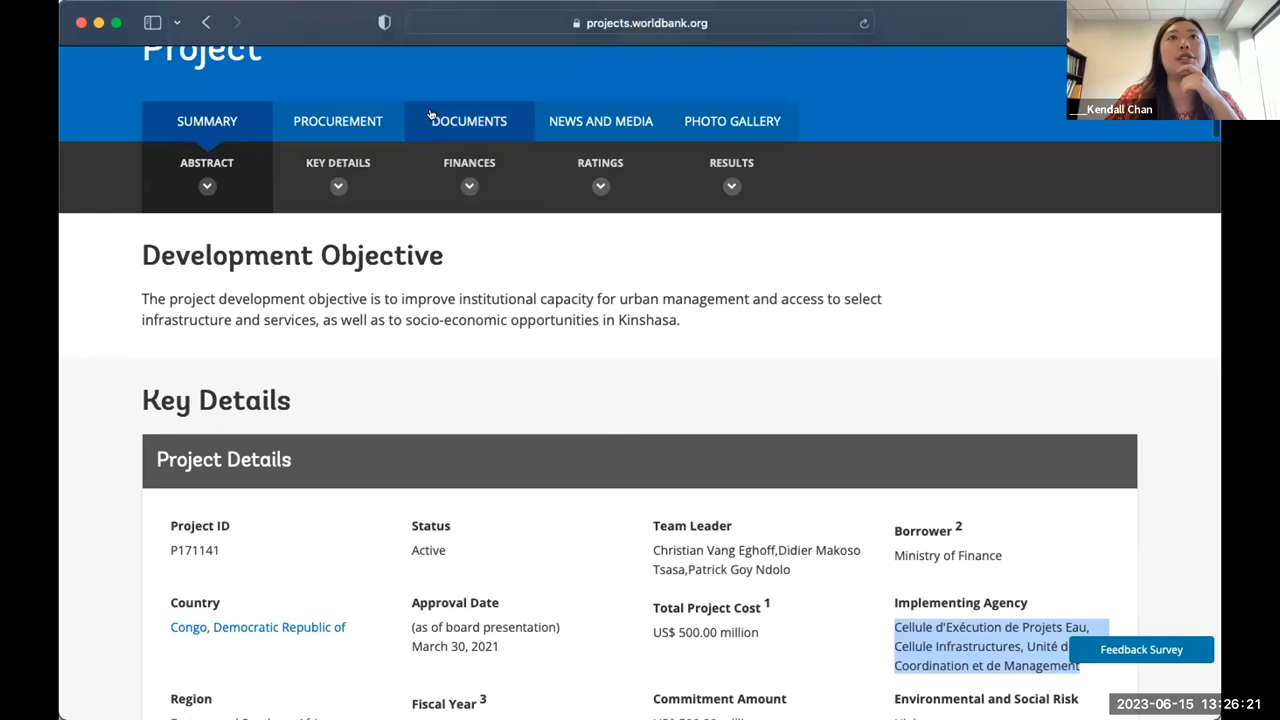 projects.worldbank.org
Kendall Chan
Project
SUMMARY
PROCUREMENT
DOCUMENTS
NEWS AND MEDIA
PHOTO GALLERY
ABSTRACT
KEY DETAILS
FINANCES
RATINGS
RESULTS
Development Objective
The project development objective is to improve institutional capacity for urban management and access to select
infrastructure and services, as well as to socio-economic opportunities in Kinshasa.
Key Details
Project Details
Project ID
P171141
Status
Active
Team Leader
Christian Vang Eghoff,Didier Makoso
Tsasa,Patrick Goy Ndolo
Borrower 2
Ministry of Finance
Country
Congo, Democratic Republic of
Approval Date
(as of board presentation)
March 30, 2021
Total Project Cost 1
US$ 500.00 million
Implementing Agency
Cellule d'Exécution de Projets Eau,
Cellule Infrastructures, Unité
Coordination et de Management
Feedback Survey
Region
Fiscal Year 3
Commitment Amount
Environmental and Social Risk
2023-06-15 13:26:21